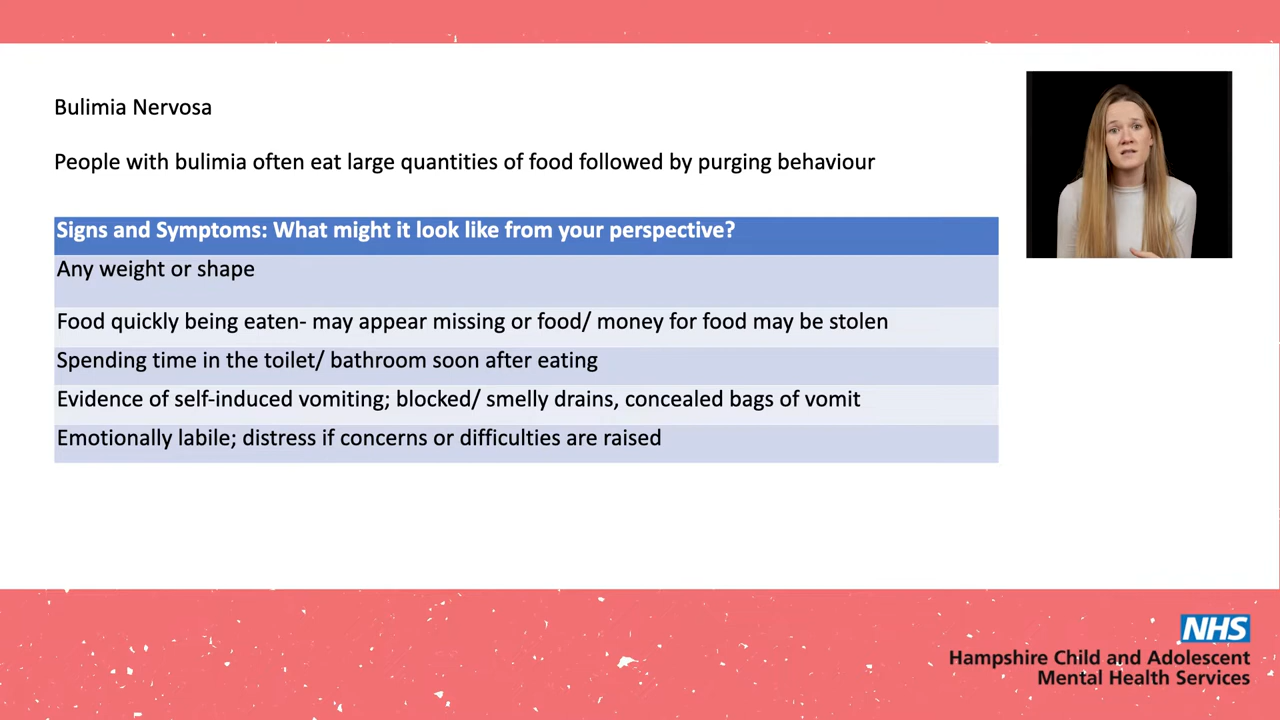 Bulimia Nervosa
People with bulimia often eat large quantities of food followed by purging behaviour
Signs and Symptoms: What might it look like from your perspective?
Any weight or shape
Food quickly being eaten- may appear missing or food/ money for food may be stolen
Spending time in the toilet/ bathroom soon after eating
Evidence of self-induced vomiting; blocked/ smelly drains, concealed bags of vomit
Emotionally labile; distress if concerns or difficulties are raised
NHS
Hampshire Child and Adolescent
Mental Health Services